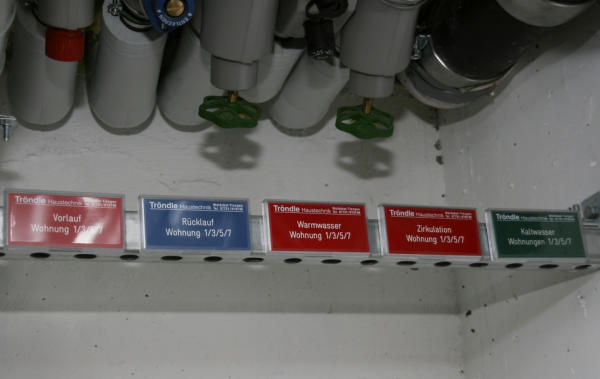 Tröndle Haustechnik
Vorlauf
Wohnung 1/3/5/7
Tröndle Haustechnik
Rücklauf
Wohnung 1/3/5/7
Tröndle Haustechnik
Warmwasser
Wohnung 1/3/5/7
Tröndle Haustechnik
Zirkulation
Wohnung 1/3/5/7
Tröndle Haustechnik
Kaltwasser
Wohnungen 1/3/5/7